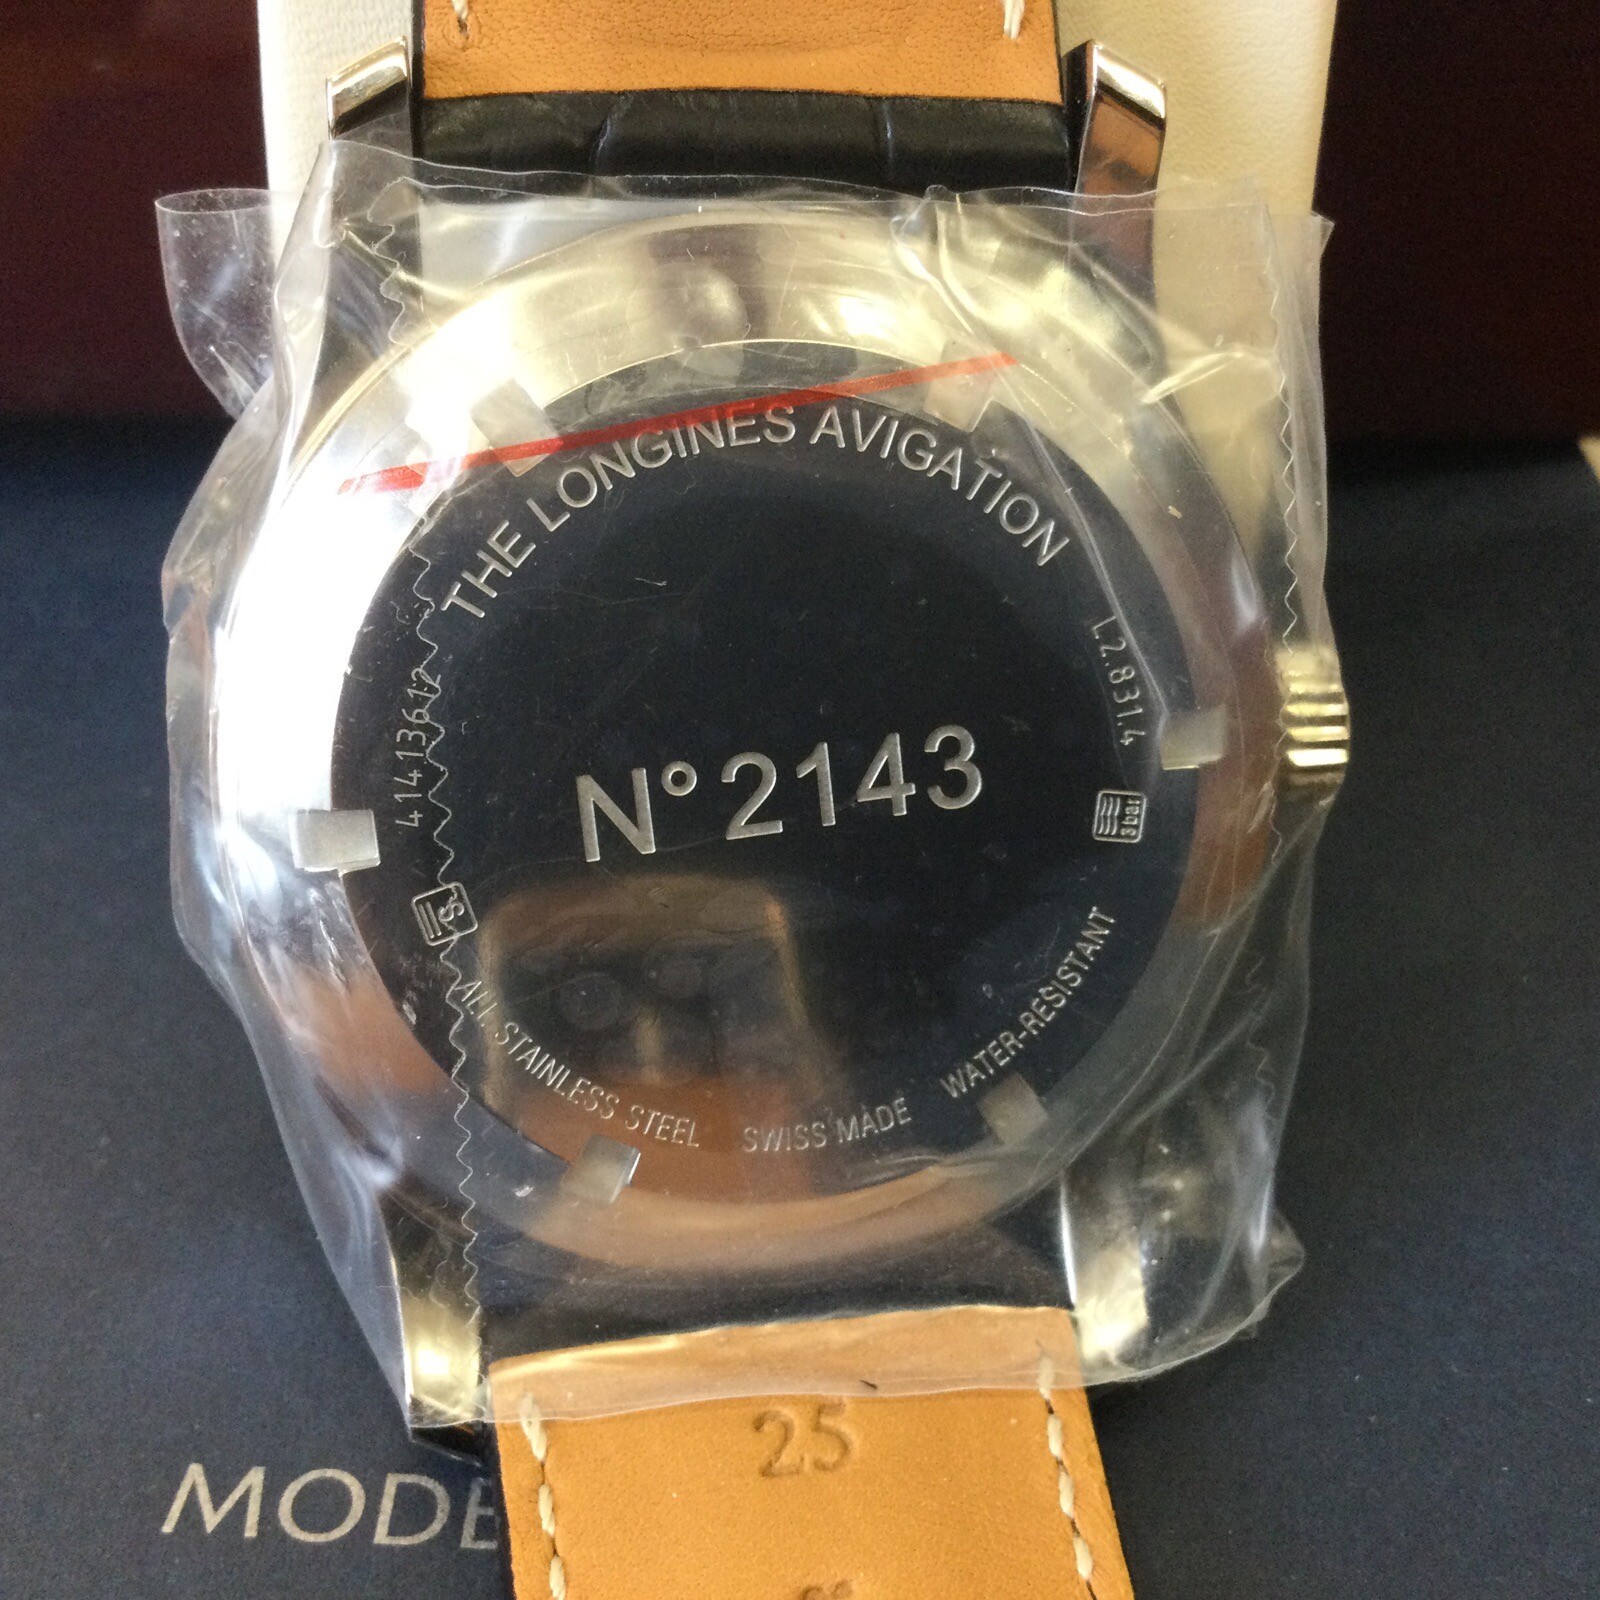 THE LONGINES AVIGATION
L2.831.4
41413612
N° 2143
3bar
S
ALL STAINLESS STEEL
SWISS MADE
WATER-RESISTANT
25
MODE